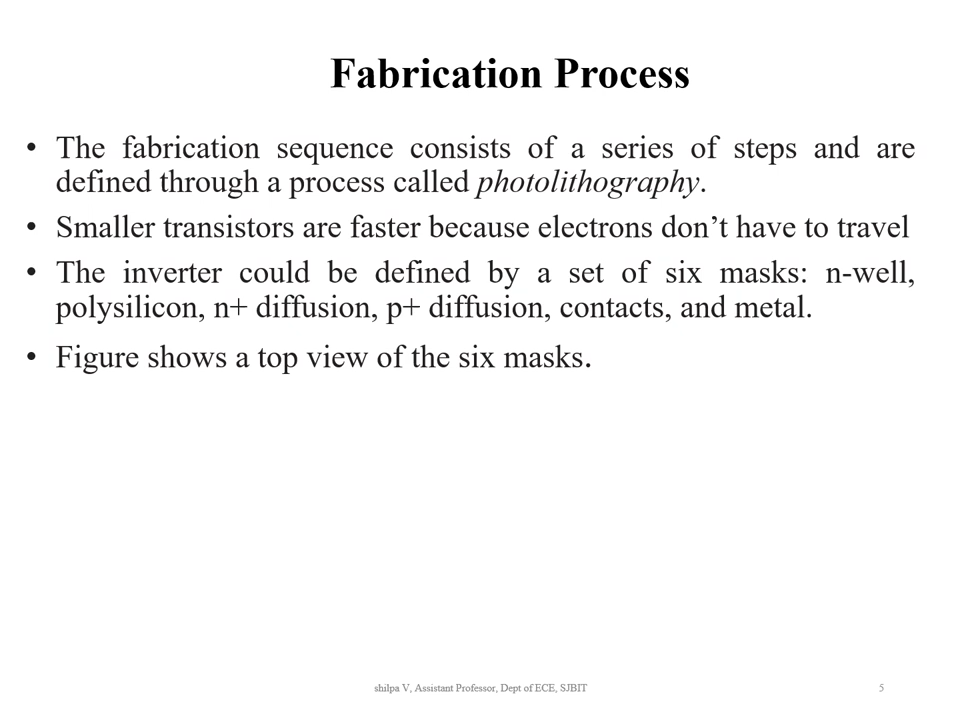 Fabrication Process
• The fabrication sequence consists of a series of steps and are
defined through a process called photolithography.
• Smaller transistors are faster because electrons don’t have to travel
• The inverter could be defined by a set of six masks: n-well,
polysilicon, n+ diffusion, p+ diffusion, contacts, and metal.
• Figure shows a top view of the six masks.
shilpa V, Assistant Professor, Dept of ECE, SJBIT
5